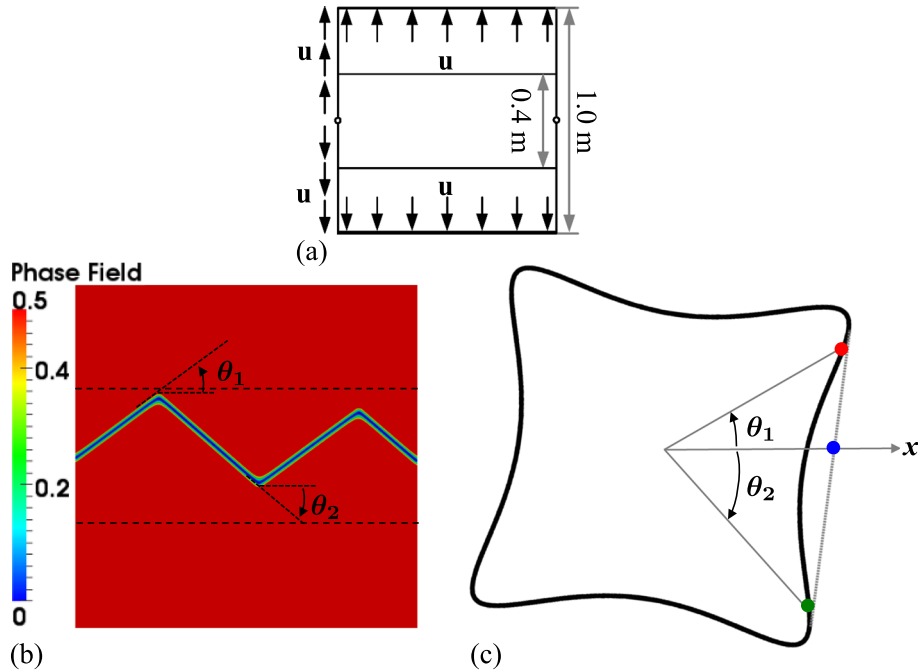 u
u
0.4 m
1.0 m
u
u
(a)
Phase Field
0.5
0.4
0.2
0
θ1
θ2
(b)
θ1
θ2
x
(c)